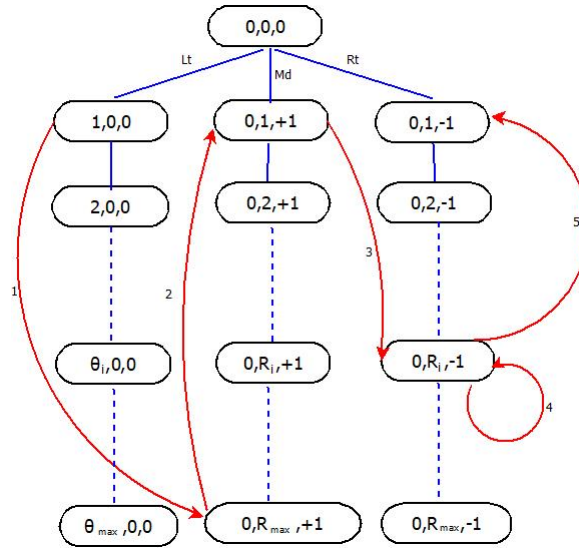 0,0,0
Lt Md Rt
1,0,0 0,1,+1 0,1,-1
2,0,0 0,2,+1 0,2,-1
5
3
1 2
θi,0,0 0,Ri,+1 0,Ri,-1
4
θmax,0,0 0,Rmax,+1 0,Rmax,-1